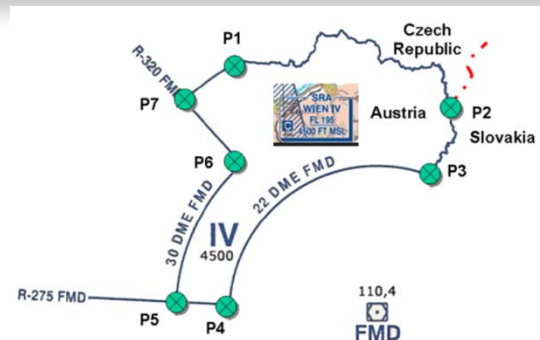 Czech
Republic
P1
R-320 FMD
P7
SRA
WIEN IV
FL 195
4500 FT MSL
C
Austria
P2
Slovakia
P6
P3
22 DME FMD
30 DME FMD
IV
4500
R-275 FMD
P5
P4
110,4
FMD